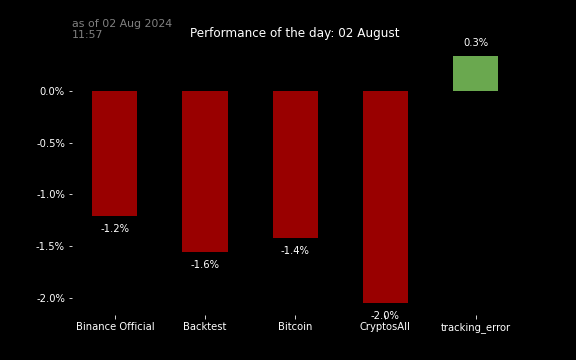 as of 02 Aug 2024
11:57
Performance of the day: 02 August
0.3%
0.0%
-0.5%
-1.0%
-1.2%
-1.4%
-1.5%
-1.6%
-2.0%
-2.0%
Binance Official
Backtest
Bitcoin
CryptosAll
tracking_error